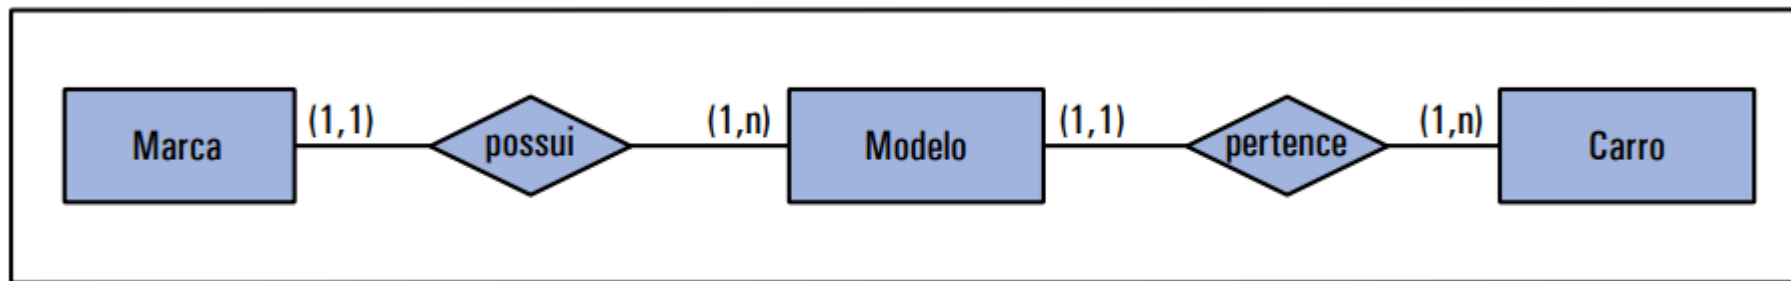 Marca (1,1) possui (1,n) Modelo (1,1) pertence (1,n) Carro